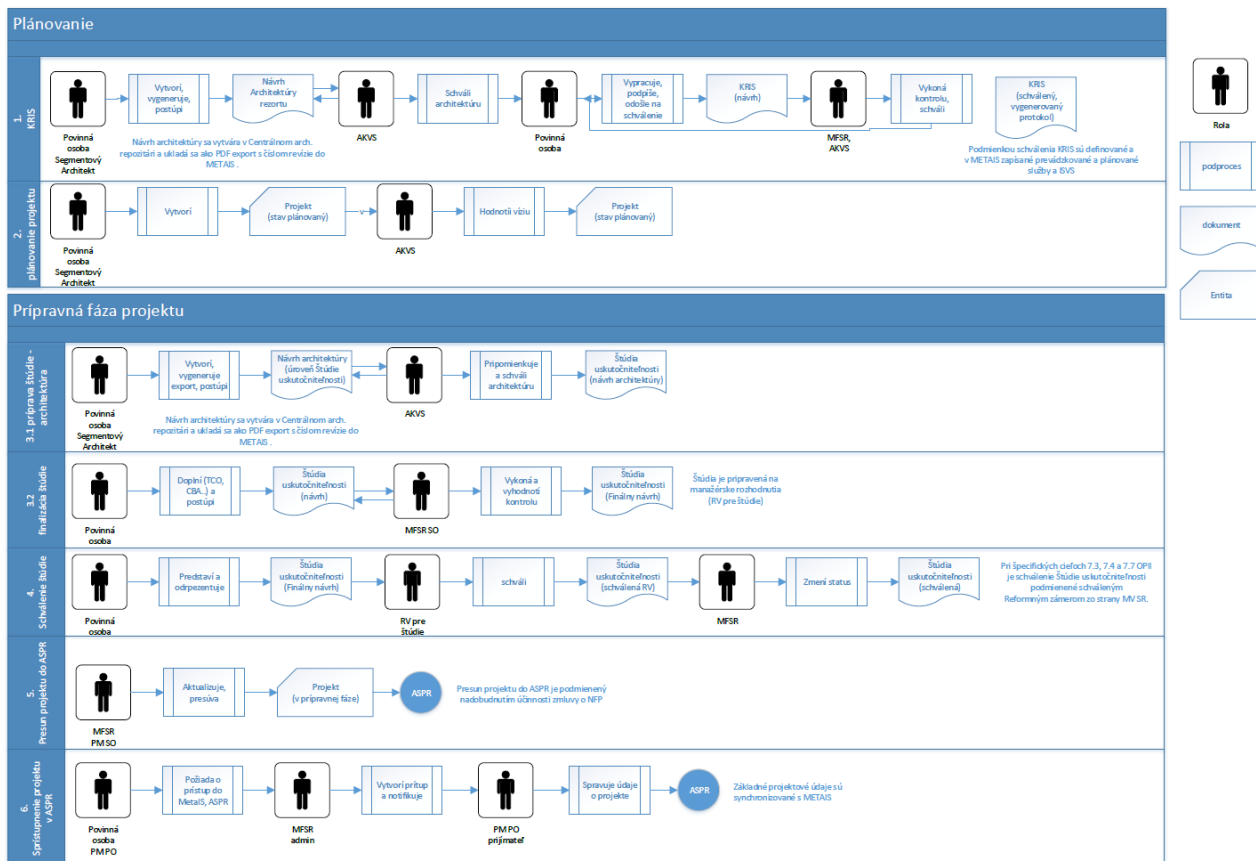 Plánovanie
1.
KRIS
Povinná
osoba
Segmentový
Architekt
Vytvorí,
vygeneruje,
postúpi
Návrh
Architektúry
rezortu
AKVS
Schváli
architektúru
Povinná
osoba
Vypracuje,
podpíše,
odošle na
schválenie
KRIS
(návrh)
MFSR,
AKVS
Vykoná
kontrolu,
schváli
KRIS
(schválený,
vygenerovaný
protokol)
Návrh architektúry sa vytvára v Centrálnom arch.
repozitári a ukladá sa ako PDF export s číslom revízie do
METAIS .
Podmienkou schválenia KRIS sú definované a
v METAIS zapísané prevádzkované a plánované
služby a ISVS
2.
plánovanie projektu
Povinná
osoba
Segmentový
Architekt
Vytvorí
Projekt
(stav plánovaný)
v
AKVS
Hodnotíi víziu
Projekt
(stav plánovaný)
Rola
podproces
dokument
Entita
Prípravná fáza projektu
3.1 príprava štúdie -
architektúra
Povinná
osoba
Segmentový
Architekt
Vytvorí,
vygeneruje
export, postúpi
Návrh architektúry
(úroveň Štúdie
uskutočniteľnosti)
AKVS
Pripomienkuje
a schváli
architektúru
Štúdia
uskutočniteľnosti
(návrh architektúry)
Návrh architektúry sa vytvára v Centrálnom arch.
repozitári a ukladá sa ako PDF export s číslom revízie do
METAIS .
3.2
finalizácia štúdie
Povinná
osoba
Doplní (TCO,
CBA..) a
postúpi
Štúdia
uskutočniteľnosti
(návrh)
MFSR SO
Vykoná a
vyhodnotí
kontrolu
Štúdia
uskutočniteľnosti
(Finálny návrh)
Štúdia je pripravená na
manažérske rozhodnutia
(RV pre štúdie)
4.
Schválenie štúdie
Povinná
osoba
Predstaví a
odrpezentuje
Štúdia
uskutočniteľnosti
(Finálny návrh)
RV pre
štúdie
schváli
Štúdia
uskutočniteľnosti
(schválená RV)
MFSR
Zmení status
Štúdia
uskutočniteľnosti
(schválená)
Pri špecifických cieľoch 7.3, 7.4 a 7.7 OPII
je schválenie Štúdie uskutočniteľnosti
podmienené schváleným
Reformným zámerom zo strany MV SR.
5.
Presun projektu do ASPR
MFSR
PM SO
Aktualizuje,
presúva
Projekt
(v prípravnej fáze)
ASPR
Presun projektu do ASPR je podmienený
nadobudnutím účinnosti zmluvy o NFP
6.
Sprístupnenie projektu
v ASPR
Povinná
osoba
PM PO
Požiada o
prístup do
MetaIS, ASPR
MFSR
admin
Vytvorí prítup
a notifikuje
PM PO
prijímateľ
Spravuje údaje
o projekte
ASPR
Základné projektové údaje sú
synchronizované s METAIS